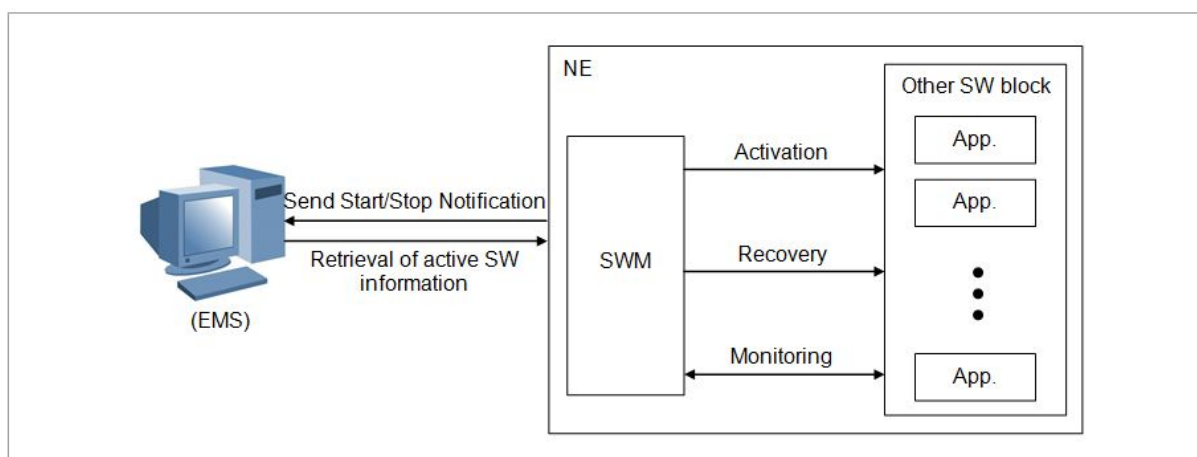 NE
Other SW block
App.
Activation
App.
Send Start/Stop Notification
Retrieval of active SW
information
SWM
Recovery
(EMS)
Monitoring
App.